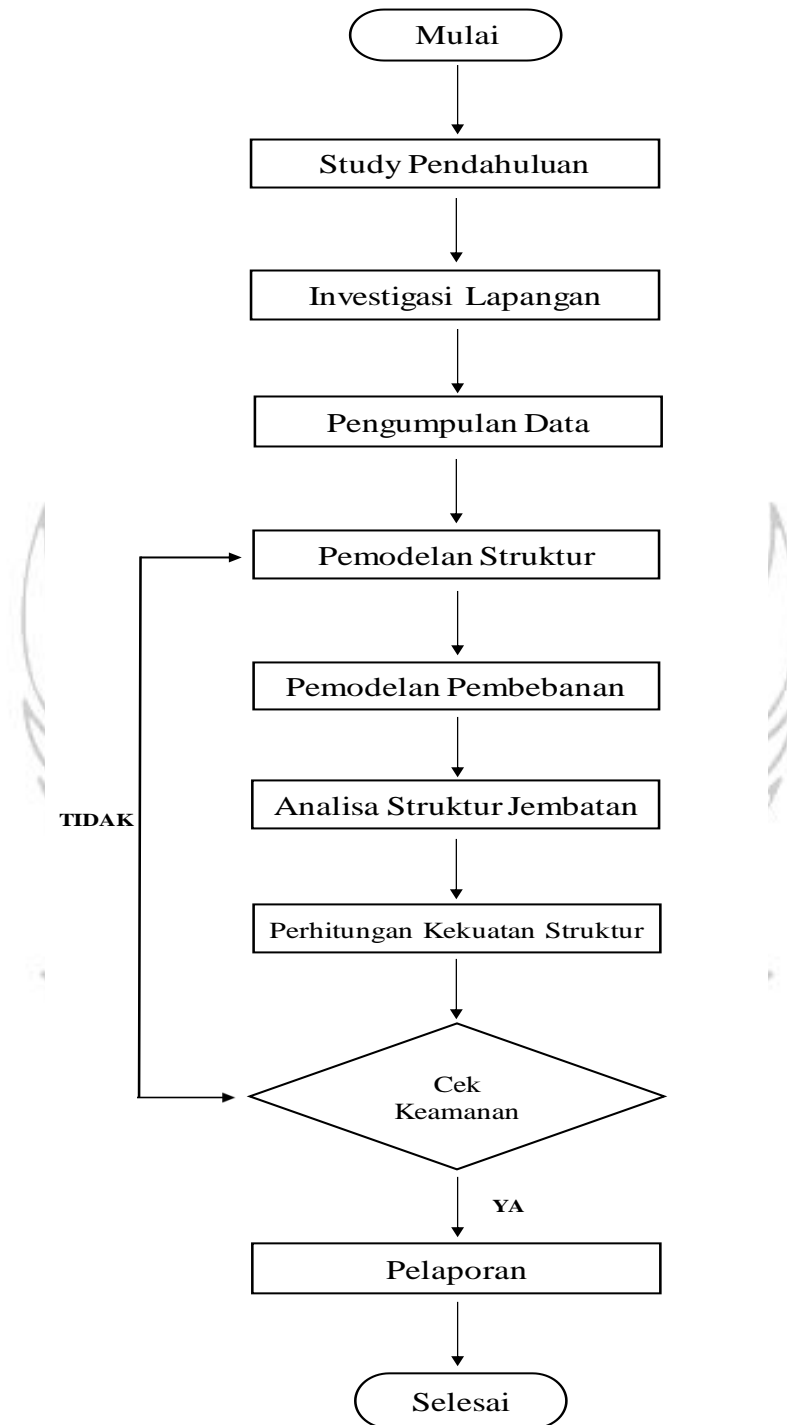 Mulai
Study Pendahuluan
Investigasi Lapangan
Pengumpulan Data
Pemodelan Struktur
Pemodelan Pembebanan
Analisa Struktur Jembatan
TIDAK
Perhitungan Kekuatan Struktur
Cek
Keamanan
YA
Pelaporan
Selesai